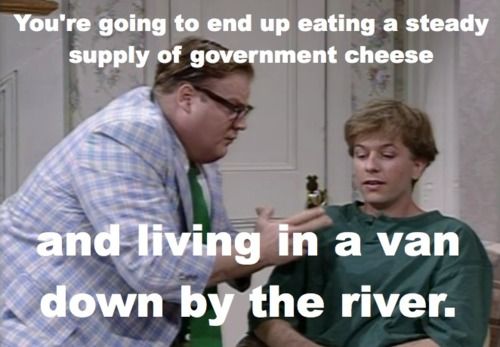 You're going to end up eating a steady
supply of government cheese
and living in a van
down by the river.